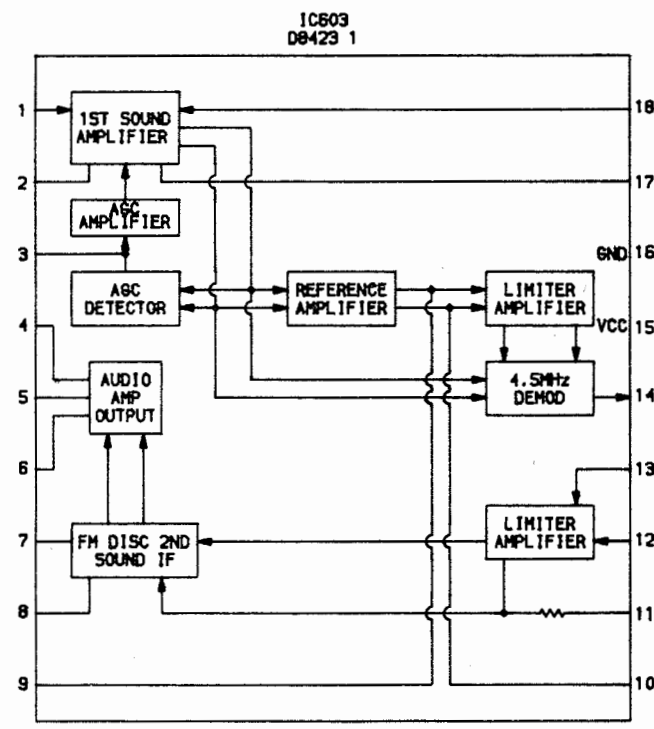 IC603
D8423 1
1
1ST SOUND
AMPLIFIER
18
2
17
AGC
AMPLIFIER
3
GND 16
AGC
DETECTOR
REFERENCE
AMPLIFIER
LIMITER
AMPLIFIER
4
VCC 15
AUDIO
AMP
OUTPUT
4.5MHz
DEMOD
5
14
6
13
LIMITER
AMPLIFIER
7
FM DISC 2ND
SOUND IF
12
8
11
9
10